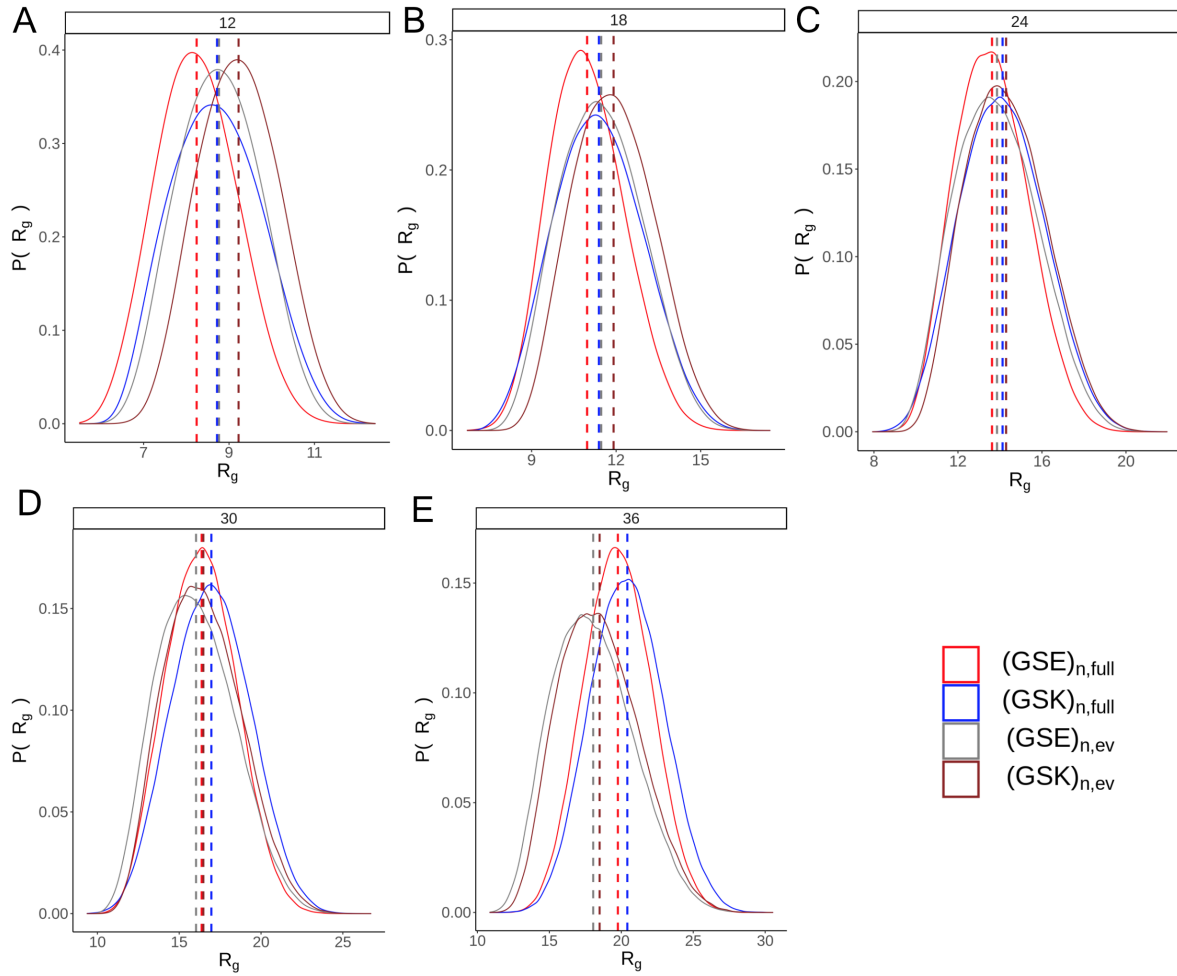 A
12
P( Rg )
0.4
0.3
0.2
0.1
0.0
7 9 11
Rg
B
18
P( Rg )
0.3
0.2
0.1
0.0
9 12 15
Rg
C
24
P( Rg )
0.20
0.15
0.10
0.05
0.00
8 12 16 20
Rg
D
30
P( Rg )
0.15
0.10
0.05
0.00
10 15 20 25
Rg
E
36
P( Rg )
0.15
0.10
0.05
0.00
10 15 20 25 30
Rg
(GSE)n,full
(GSK)n,full
(GSE)n,ev
(GSK)n,ev